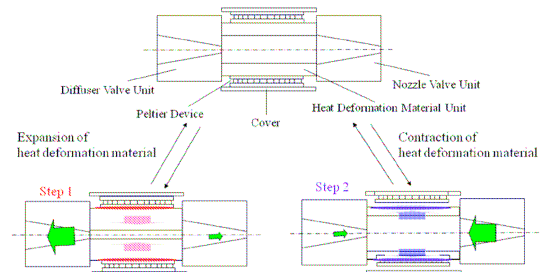 Diffuser Valve Unit
Nozzle Valve Unit
Peltier Device
Heat Deformation Material Unit
Cover
Expansion of
heat deformation material
Contraction of
heat deformation material
Step 1
Step 2